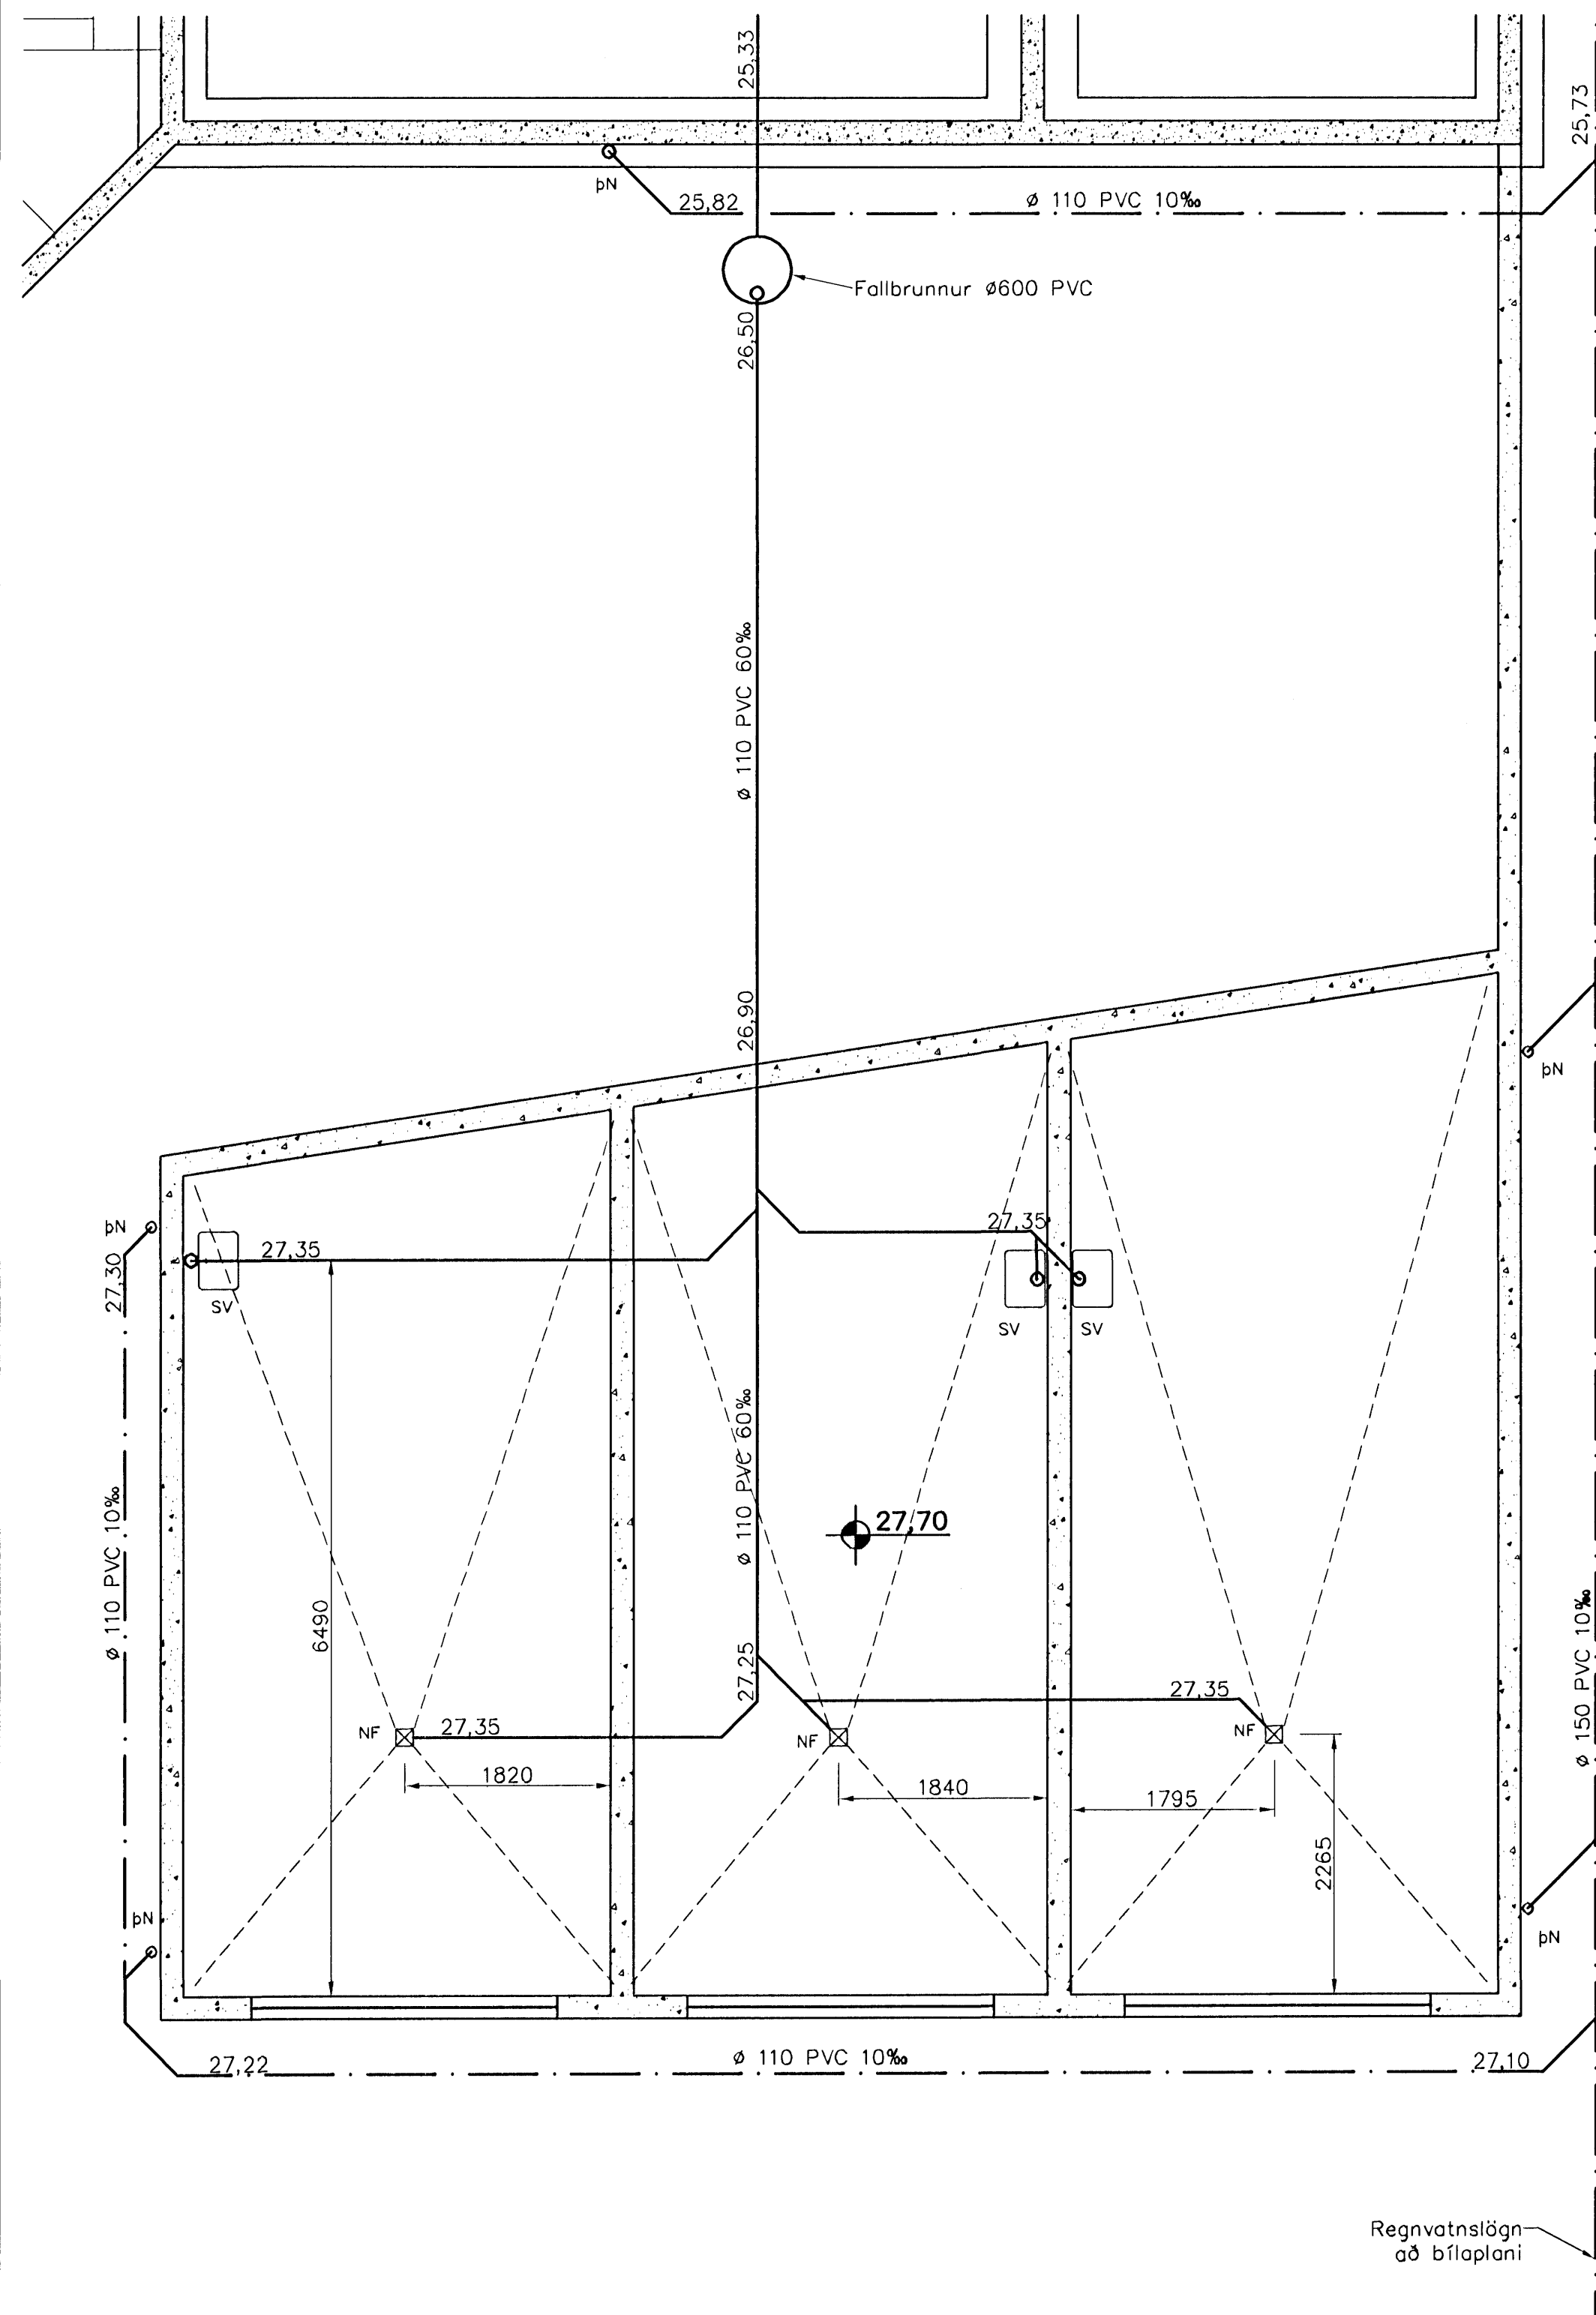 25,33
25,73
þN
25,82
Ø 110 PVC 10‰
Fallbrunnur Ø600 PVC
26,50
Ø 110 PVC 60‰
26,90
þN
þN
27,30
27,35
SV
27,35
SV
SV
Ø 110 PVC 60‰
27,70
Ø 110 PVC 10‰
6490
27,25
Ø 150 PVC 10‰
NF
27,35
NF
27,35
NF
1820
1840
1795
2265
þN
þN
27,22
Ø 110 PVC 10‰
27,10
Regnvatnslögn
að bílaplani